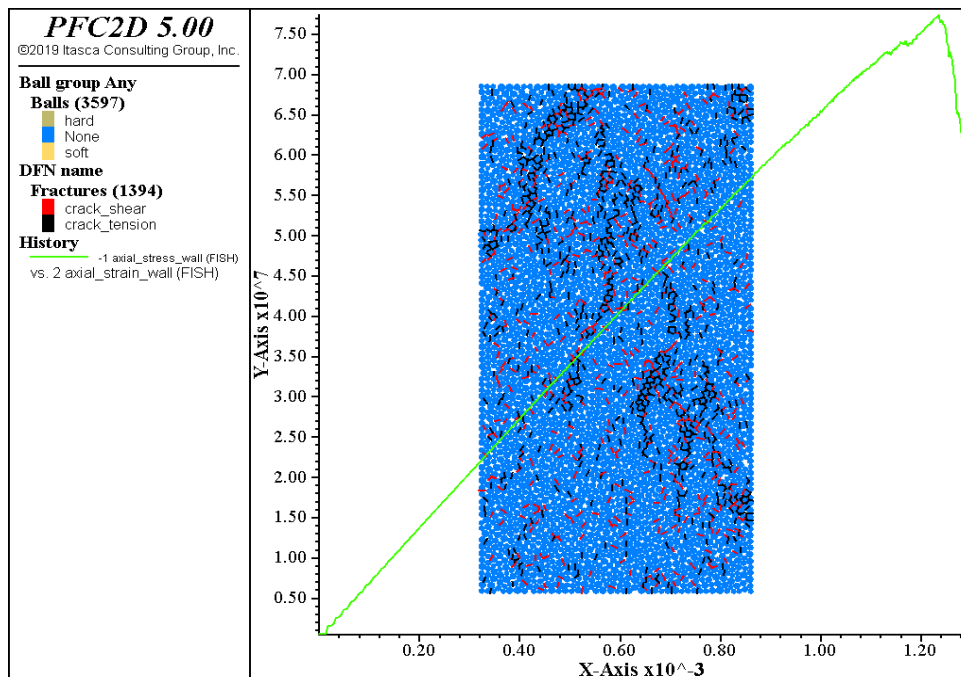 PFC2D 5.00
©2019 Itasca Consulting Group, Inc.
Ball group Any
Balls (3597)
hard
None
soft
DFN name
Fractures (1394)
crack_shear
crack_tension
History
-1 axial_stress_wall (FISH)
vs. 2 axial_strain_wall (FISH)
Y-Axis x10^7
7.50
7.00
6.50
6.00
5.50
5.00
4.50
4.00
3.50
3.00
2.50
2.00
1.50
1.00
0.50
0.20
0.40
0.60
0.80
1.00
1.20
X-Axis x10^-3